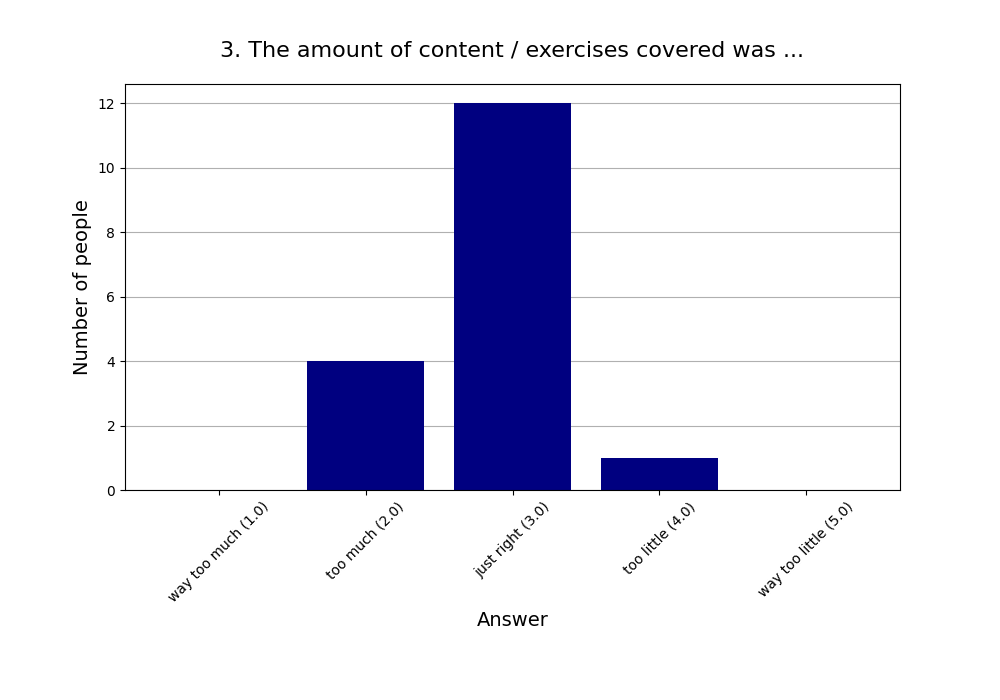 3. The amount of content / exercises covered was ...
Number of people
12
10
8
6
4
2
0
way too much (1.0)
too much (2.0)
just right (3.0)
too little (4.0)
way too little (5.0)
Answer